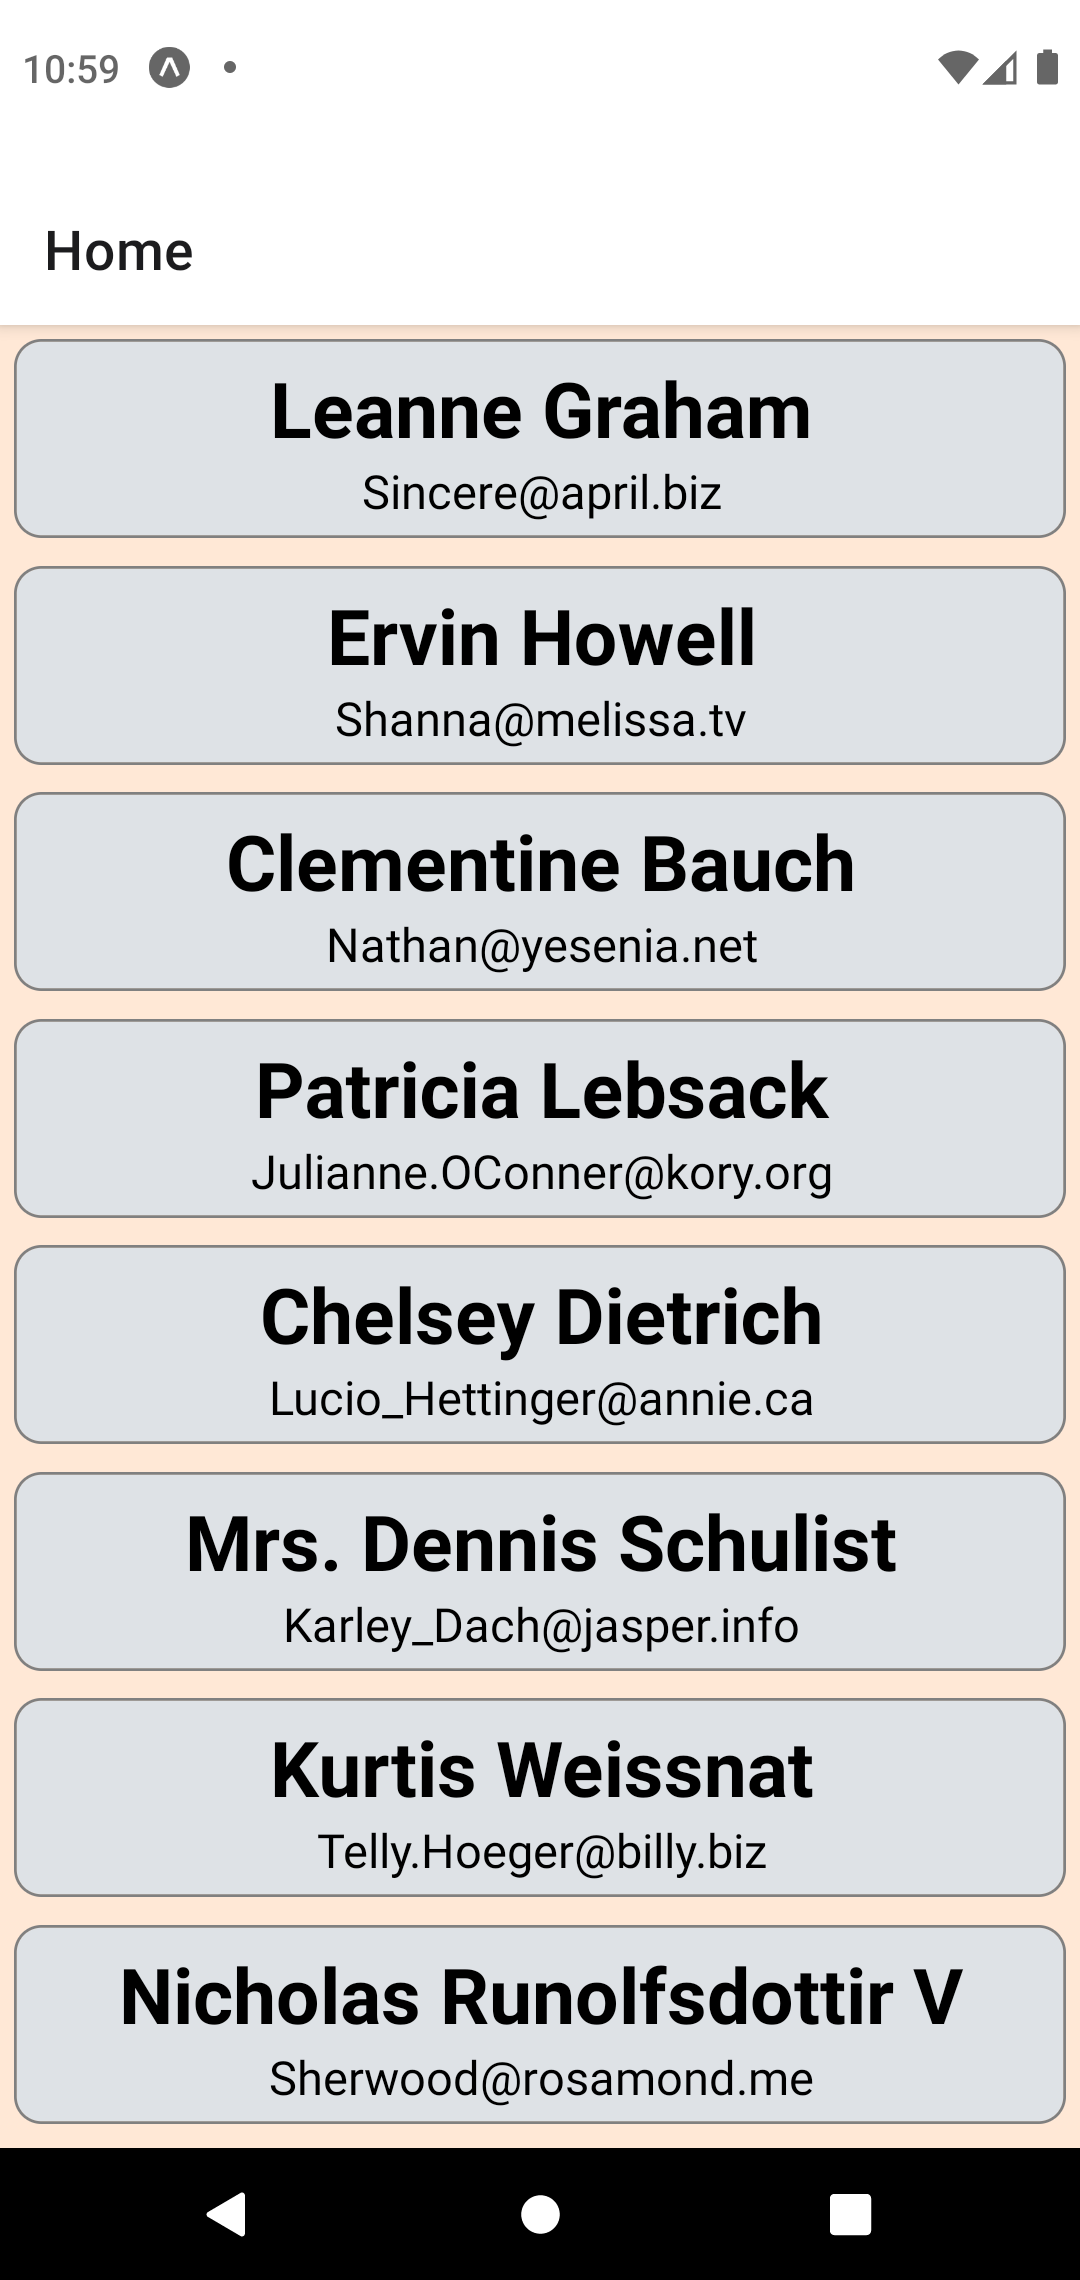 10:59
Home
Leanne Graham
Sincere@april.biz
Ervin Howell
Shanna@melissa.tv
Clementine Bauch
Nathan@yesenia.net
Patricia Lebsack
Julianne.OConner@kory.org
Chelsey Dietrich
Lucio_Hettinger@annie.ca
Mrs. Dennis Schulist
Karley_Dach@jasper.info
Kurtis Weissnat
Telly.Hoeger@billy.biz
Nicholas Runolfsdottir V
Sherwood@rosamond.me